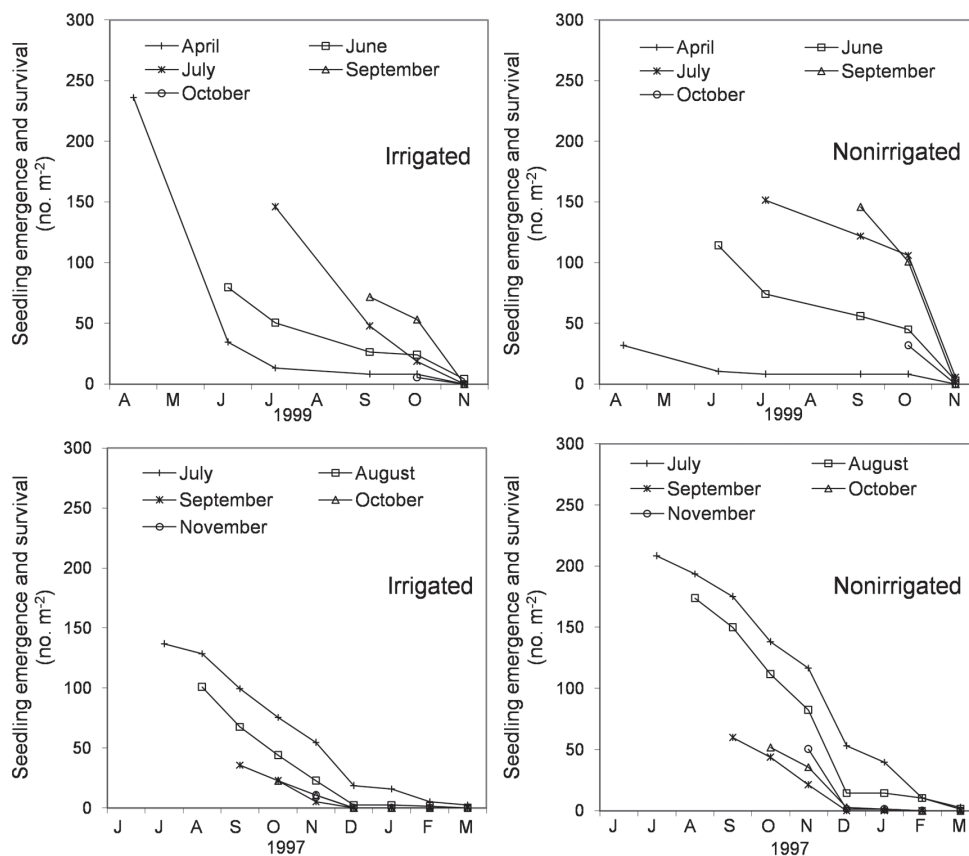 Seedling emergence and survival
(no. m-2)
300
250
200
150
100
50
0
April
June
July
September
October
Irrigated
A M J J S O N
1999
Seedling emergence and survival
(no. m-2)
300
250
200
150
100
50
0
April
June
July
September
October
Nonirrigated
A M J J S O N
1999
Seedling emergence and survival
(no. m-2)
300
250
200
150
100
50
0
July
August
September
October
November
Irrigated
J J A S O N D J F M
1997
Seedling emergence and survival
(no. m-2)
300
250
200
150
100
50
0
July
August
September
October
November
Nonirrigated
J J A S O N D J F M
1997